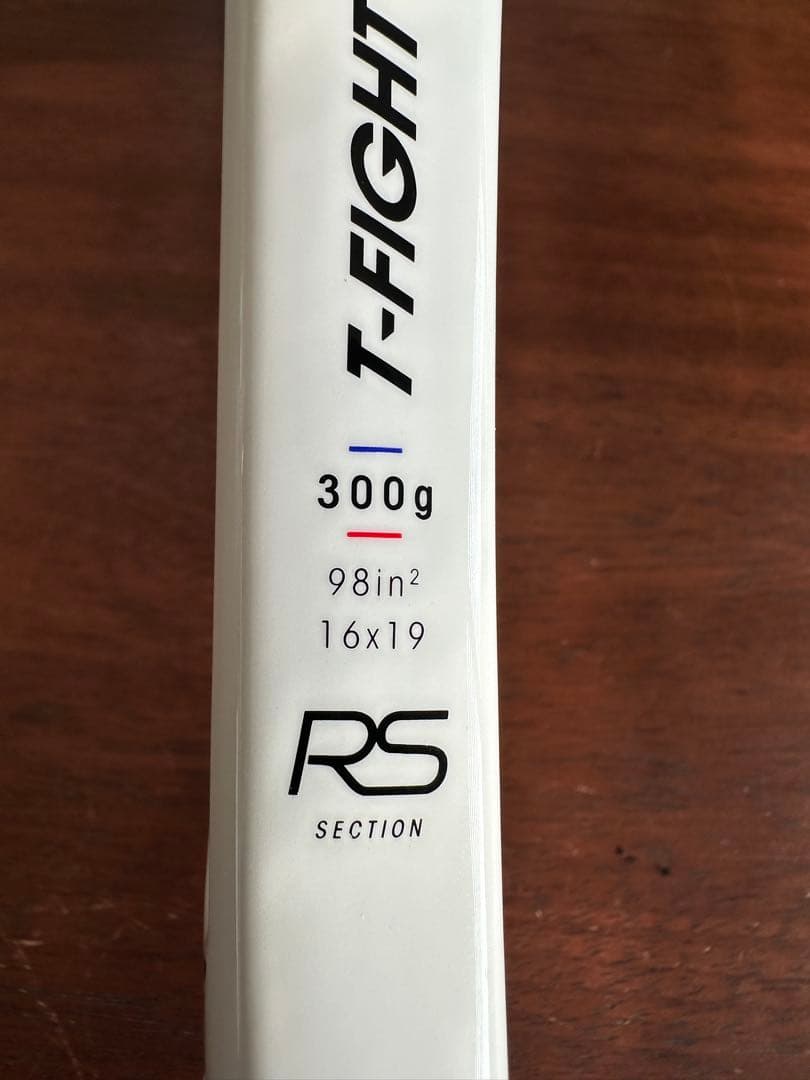 T-FIGHT
300g
98in²
16x19
RS
SECTION